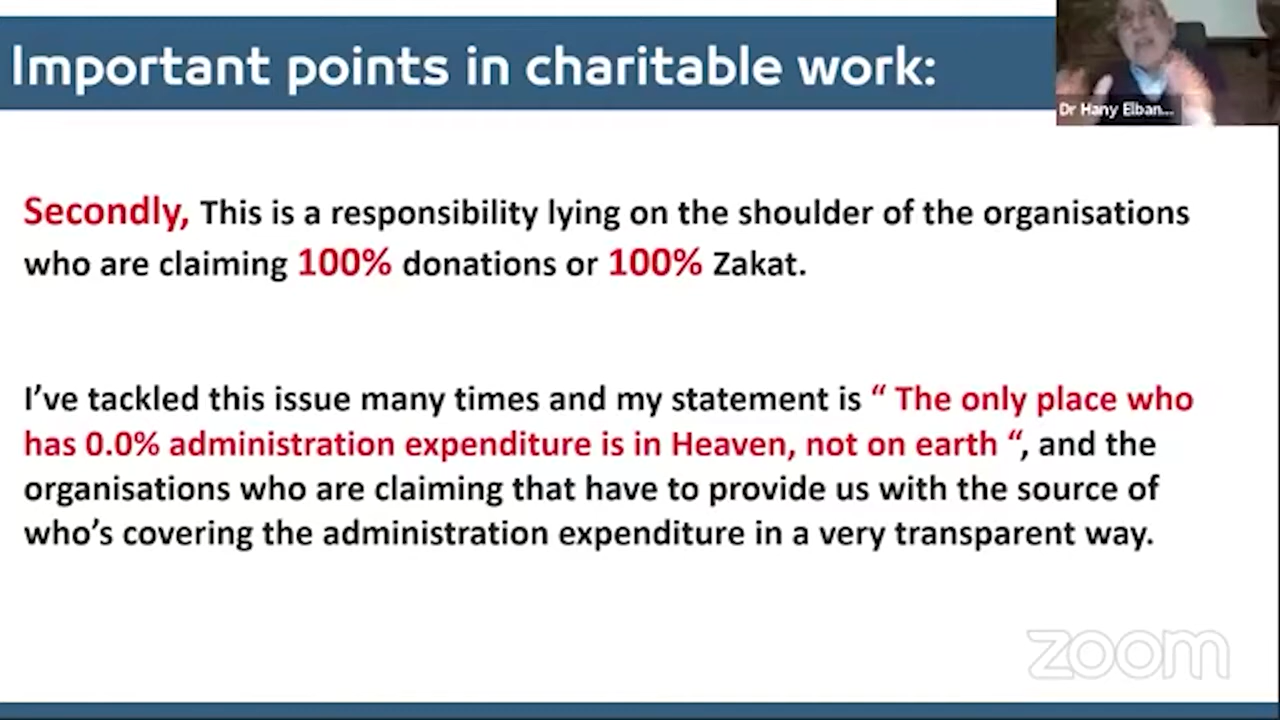 Important points in charitable work:
Dr Hany Elban...
Secondly, This is a responsibility lying on the shoulder of the organisations
who are claiming 100% donations or 100% Zakat.
I've tackled this issue many times and my statement is “ The only place who
has 0.0% administration expenditure is in Heaven, not on earth “, and the
organisations who are claiming that have to provide us with the source of
who's covering the administration expenditure in a very transparent way.
zoom